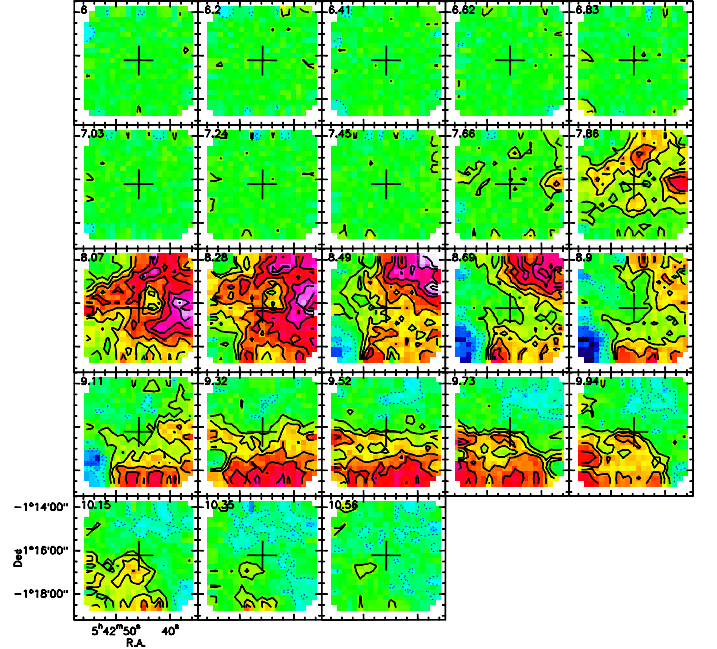 6 6.2 6.41 6.62 6.83
7.03 7.24 7.45 7.66 7.86
8.07 8.28 8.49 8.69 8.9
9.11 9.32 9.52 9.73 9.94
10.15 10.35 10.56
-1°14'00"
-1°16'00"
-1°18'00"
Dec
5ʰ42ᵐ50ˢ 40ˢ
R.A.